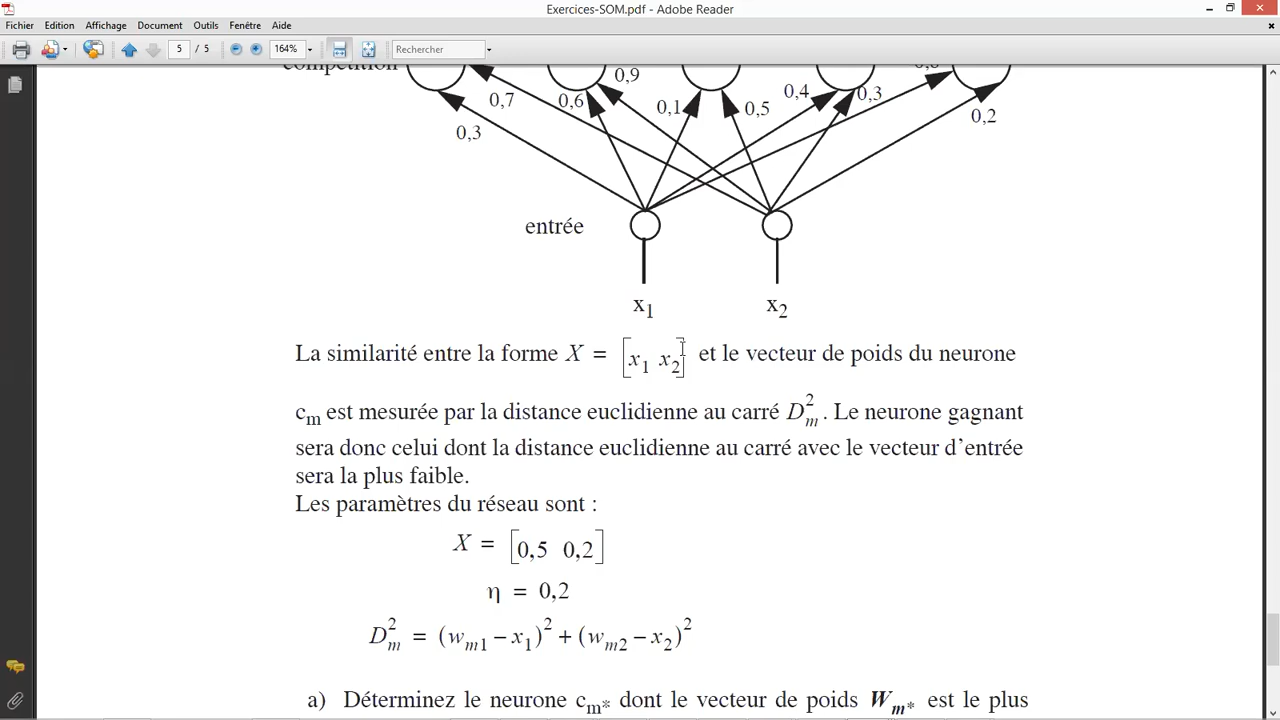 Exercices-SOM.pdf - Adobe Reader
Fichier Edition Affichage Document Outils Fenêtre Aide
5 / 5 164% Rechercher
compétition
0,9
0,7 0,6 0,1 0,5 0,4 0,3 0,2
0,3
entrée
x1 x2
La similarité entre la forme X = [x1 x2] et le vecteur de poids du neurone
cm est mesurée par la distance euclidienne au carré Dm². Le neurone gagnant
sera donc celui dont la distance euclidienne au carré avec le vecteur d’entrée
sera la plus faible.
Les paramètres du réseau sont :
X = [0,5 0,2]
η = 0,2
Dm² = (wm1 – x1)² + (wm2 – x2)²
a) Déterminez le neurone cm* dont le vecteur de poids Wm* est le plus